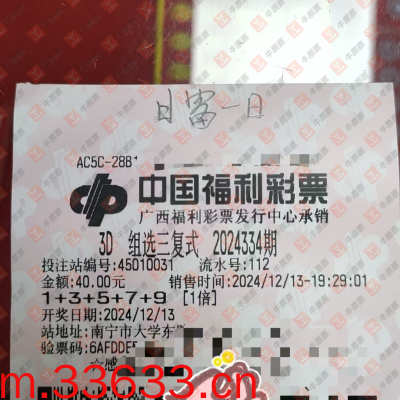 日富一日
AC5C-28B
中国福利彩票
广西福利彩票发行中心承销
3D 组选三复式 2024334期
投注站编号:45010031 流水号:112
金额:40.00元 销售时间:2024/12/13-19:29:01
1+3+5+7+9 [1倍]
开奖日期:2024/12/13
站地址:南宁市大学东
验票码:6AFDDE
m.33633.cn